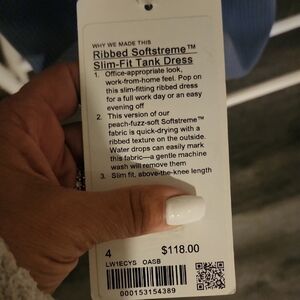 WHY WE MADE THIS
Ribbed Softstreme™
Slim-Fit Tank Dress
1. Office-appropriate look,
work-from-home feel. Pop on
this slim-fitting ribbed dress
for a full work day or an easy
evening off
2. This version of our
peach-fuzz-soft Softstreme™
fabric is quick-drying with a
ribbed texture on the outside.
Water drops can easily mark
this fabric—a gentle machine
wash will remove them
3. Slim fit, above-the-knee length
4 $118.00
LW1ECYS OASB
000153154389